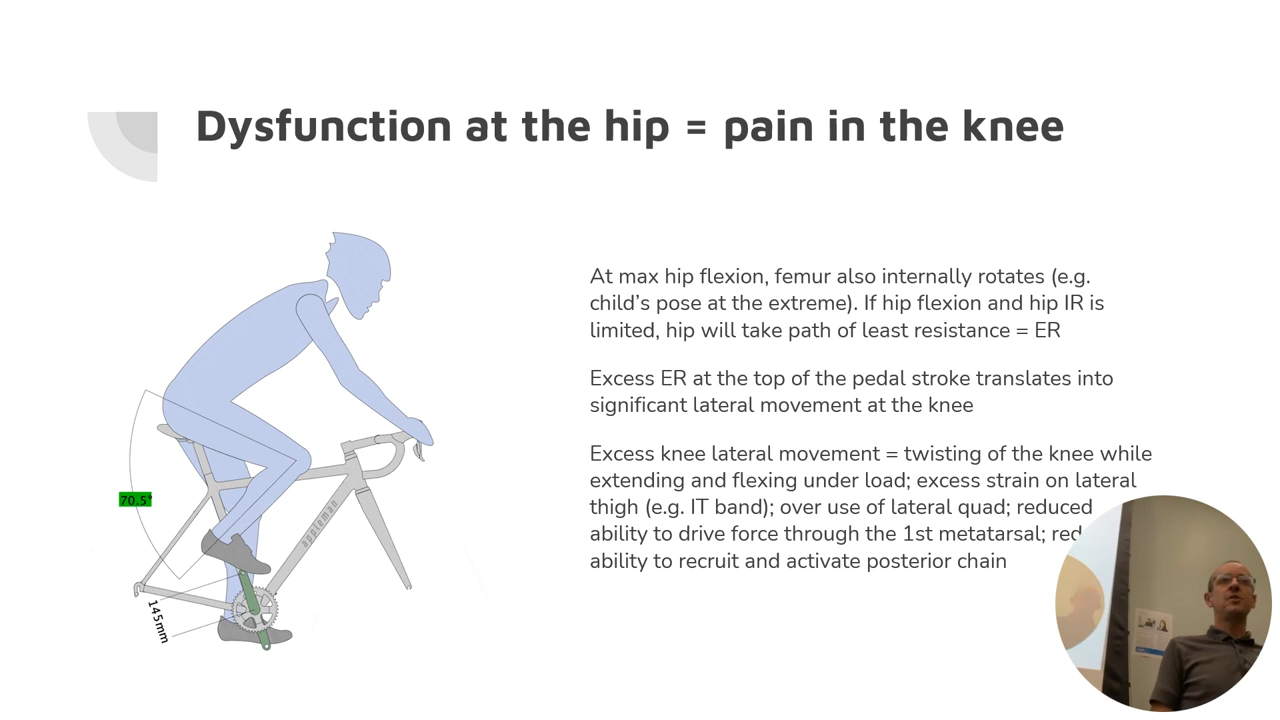 Dysfunction at the hip = pain in the knee
At max hip flexion, femur also internally rotates (e.g.
child’s pose at the extreme). If hip flexion and hip IR is
limited, hip will take path of least resistance = ER
Excess ER at the top of the pedal stroke translates into
significant lateral movement at the knee
Excess knee lateral movement = twisting of the knee while
extending and flexing under load; excess strain on lateral
thigh (e.g. IT band); over use of lateral quad; reduced
ability to drive force through the 1st metatarsal;
ability to recruit and activate posterior chain
70.5°
appleman
145mm